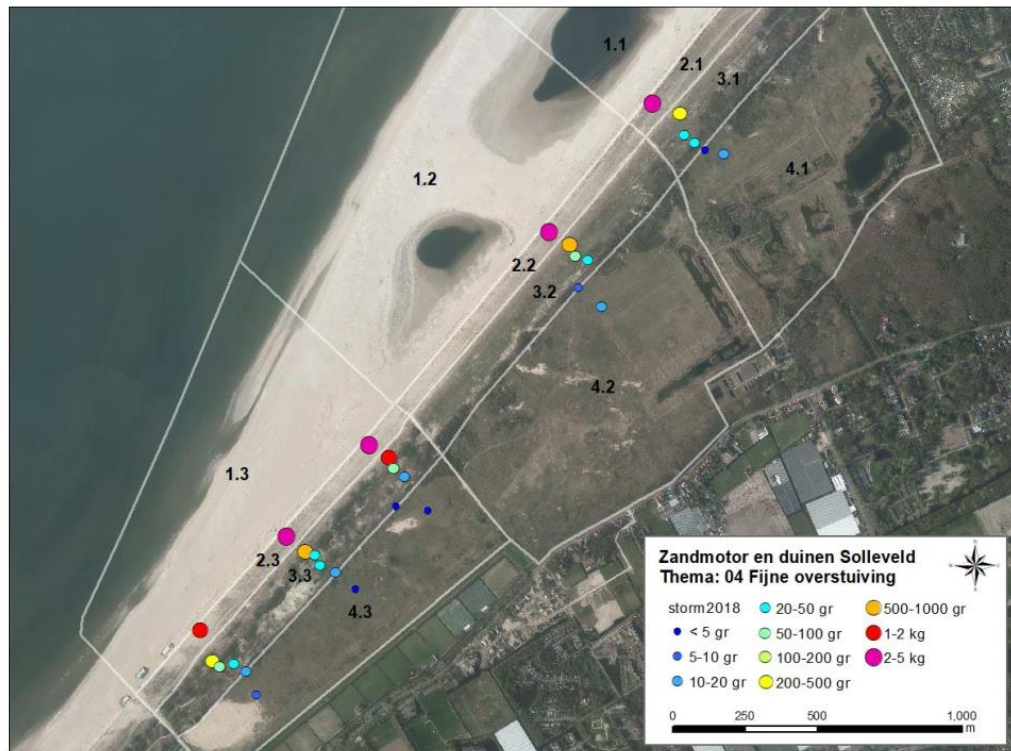 1.1
2.1
3.1
4.1
1.2
2.2
3.2
4.2
1.3
2.3
3.3
4.3
Zandmotor en duinen Solleveld
Thema: 04 Fijne overstuiving
storm2018
< 5 gr
5-10 gr
10-20 gr
20-50 gr
50-100 gr
100-200 gr
200-500 gr
500-1000 gr
1-2 kg
2-5 kg
0 250 500 1,000
m